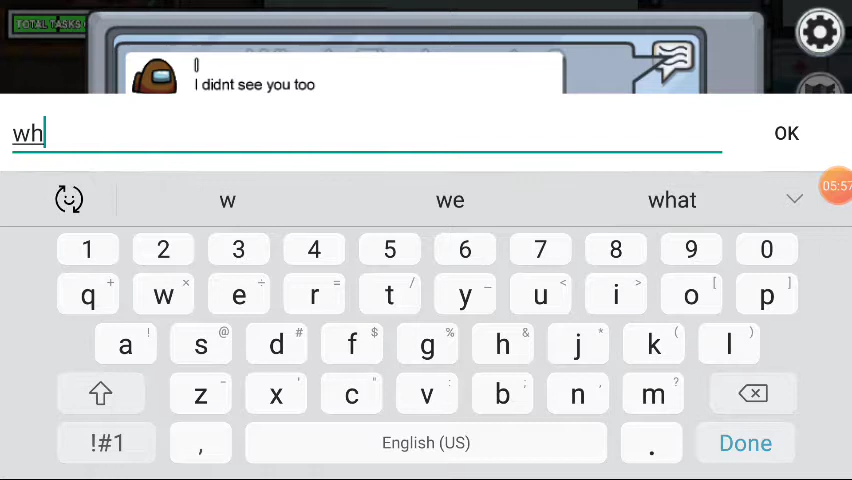 TOTAL TASKS
I didnt see you too
wh
OK
05:57
w we what
1 2 3 4 5 6 7 8 9 0
q + w × e ÷ r = t / y _ u < i > o [ p ]
a ! s @ d # f $ g % h & j * k ( l )
z - x ' c " v : b ; n , m ?
!#1 , English (US) . Done